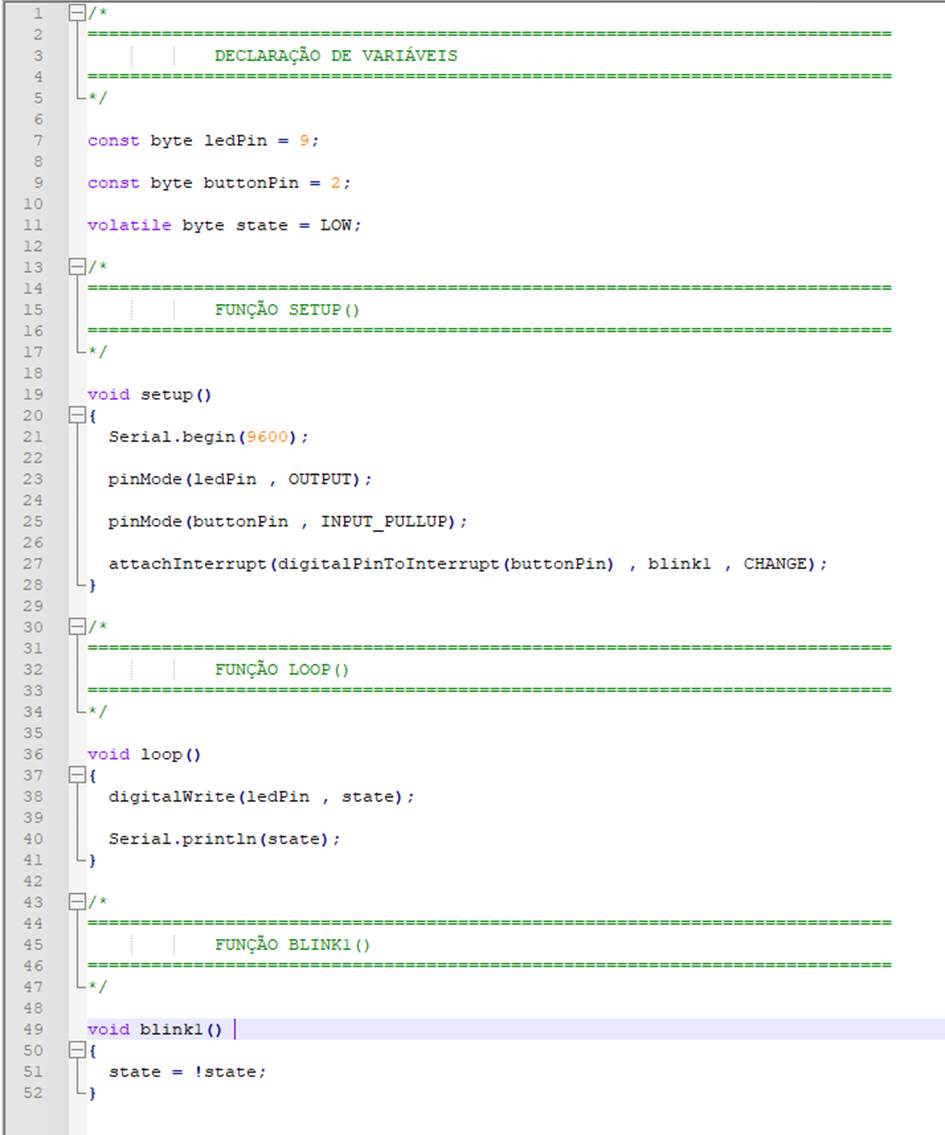 1 /*
2 ============================================================================
3 DECLARAÇÃO DE VARIÁVEIS
4 ============================================================================
5 */
6
7 const byte ledPin = 9;
8
9 const byte buttonPin = 2;
10
11 volatile byte state = LOW;
12
13 /*
14 ============================================================================
15 FUNÇÃO SETUP()
16 ============================================================================
17 */
18
19 void setup()
20 {
21 Serial.begin(9600);
22
23 pinMode(ledPin , OUTPUT);
24
25 pinMode(buttonPin , INPUT_PULLUP);
26
27 attachInterrupt(digitalPinToInterrupt(buttonPin) , blink1 , CHANGE);
28 }
29
30 /*
31 ============================================================================
32 FUNÇÃO LOOP()
33 ============================================================================
34 */
35
36 void loop()
37 {
38 digitalWrite(ledPin , state);
39
40 Serial.println(state);
41 }
42
43 /*
44 ============================================================================
45 FUNÇÃO BLINK1()
46 ============================================================================
47 */
48
49 void blink1()
50 {
51 state = !state;
52 }